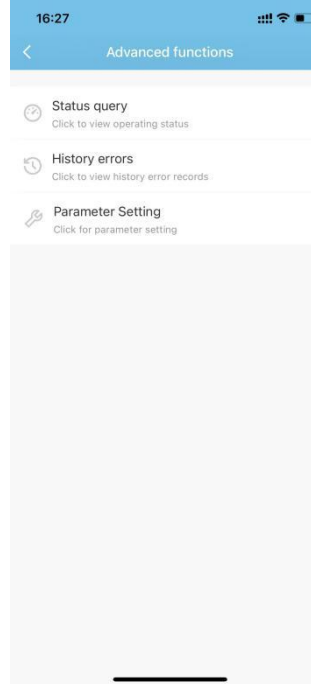 16:27
Advanced functions
Status query
Click to view operating status
History errors
Click to view history error records
Parameter Setting
Click for parameter setting